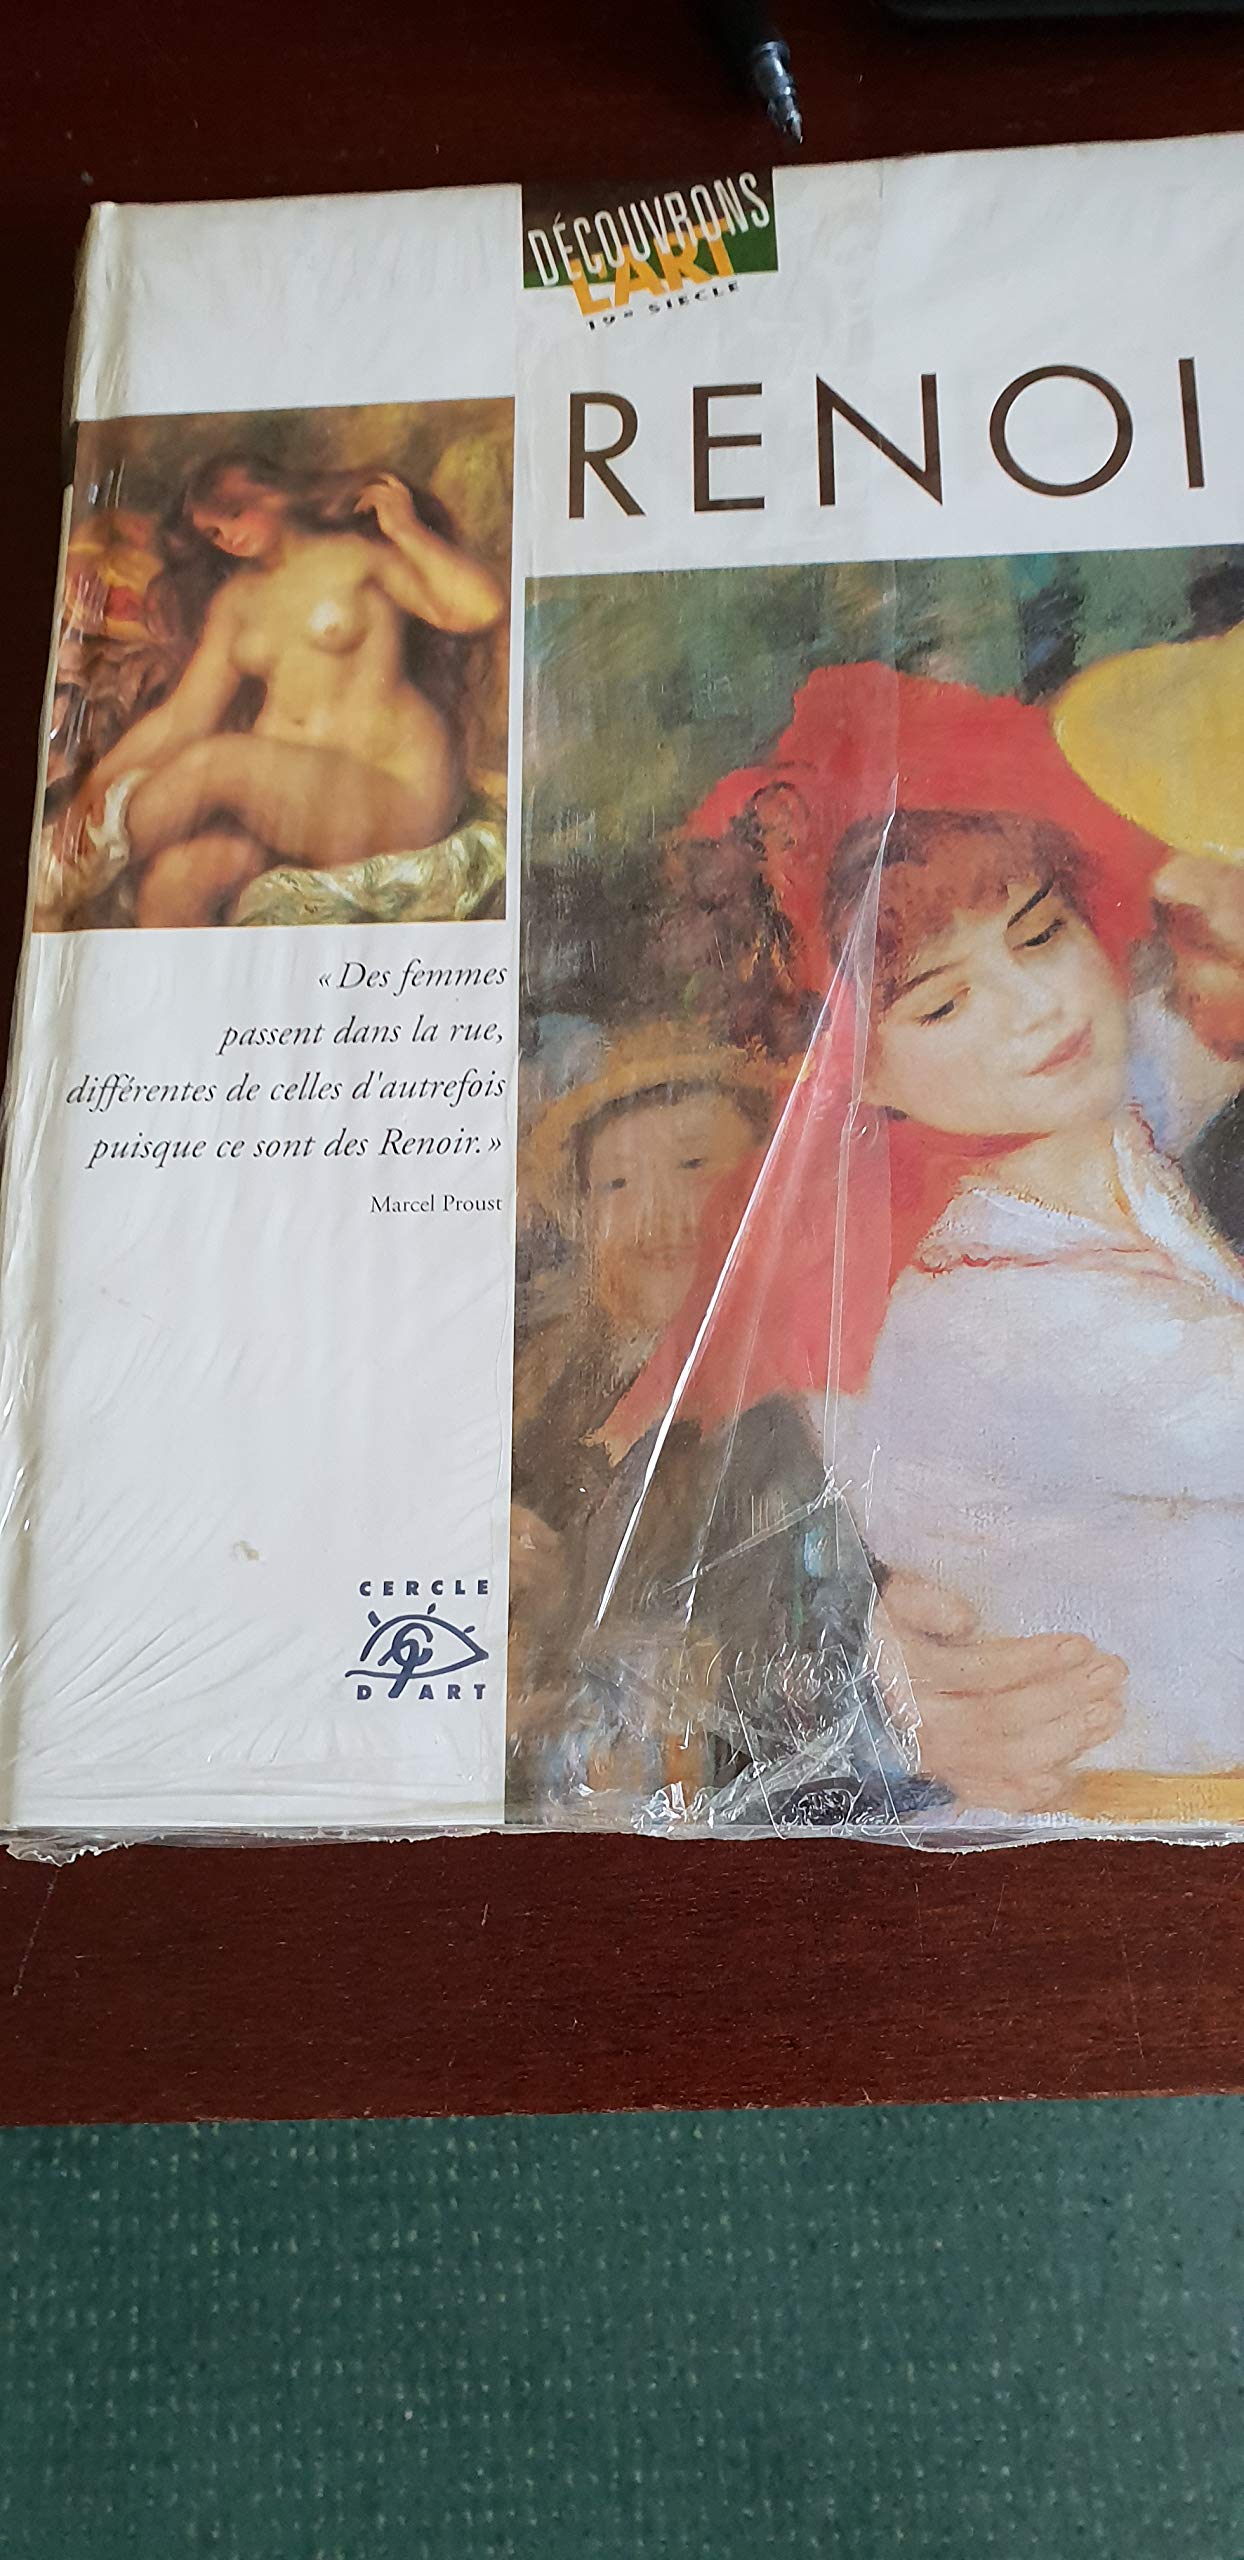 DÉCOUVRONS
L'ART
19e SIECLE
RENOI
« Des femmes
passent dans la rue,
différentes de celles d'autrefois
puisque ce sont des Renoir. »
Marcel Proust
CERCLE
D'ART